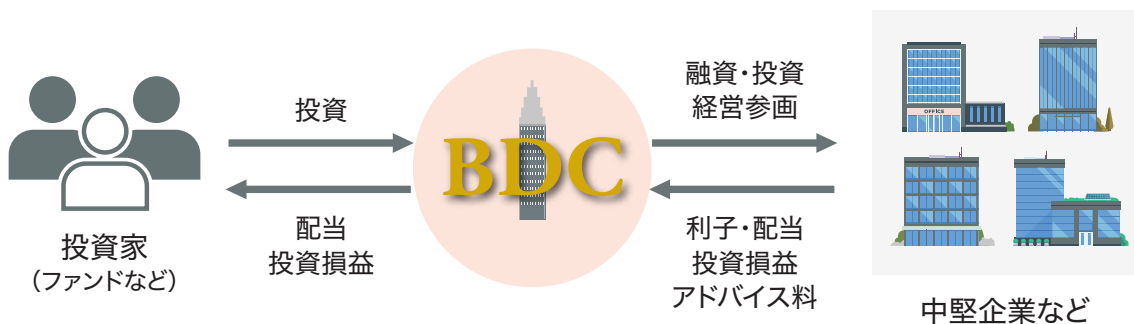 投資
配当
投資損益
投資家
（ファンドなど）
BDC
融資・投資
経営参画
利子・配当
投資損益
アドバイス料
OFFICE
中堅企業など